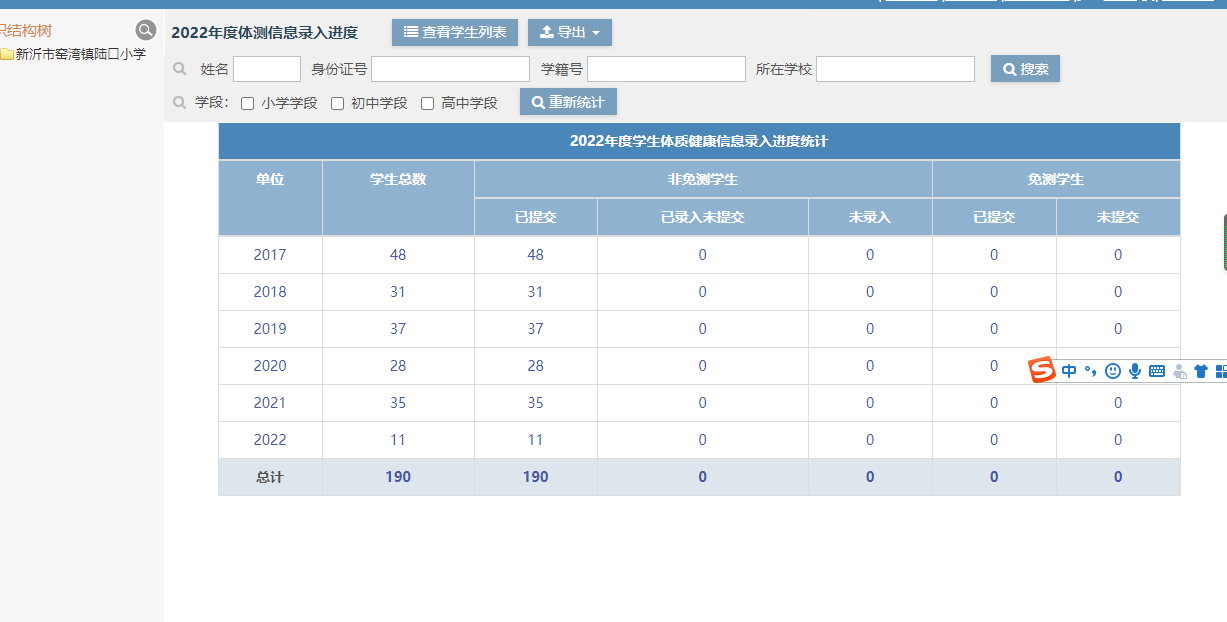 织结构树
新沂市窑湾镇陆口小学
2022年度体测信息录入进度 查看学生列表 导出
姓名 身份证号 学籍号 所在学校 搜索
学段： 小学学段 初中学段 高中学段 重新统计
2022年度学生体质健康信息录入进度统计
单位 学生总数 非免测学生 免测学生
已提交 已录入未提交 未录入 已提交 未提交
2017 48 48 0 0 0 0
2018 31 31 0 0 0 0
2019 37 37 0 0 0 0
2020 28 28 0 0 0
中
2021 35 35 0 0 0 0
2022 11 11 0 0 0 0
总计 190 190 0 0 0 0